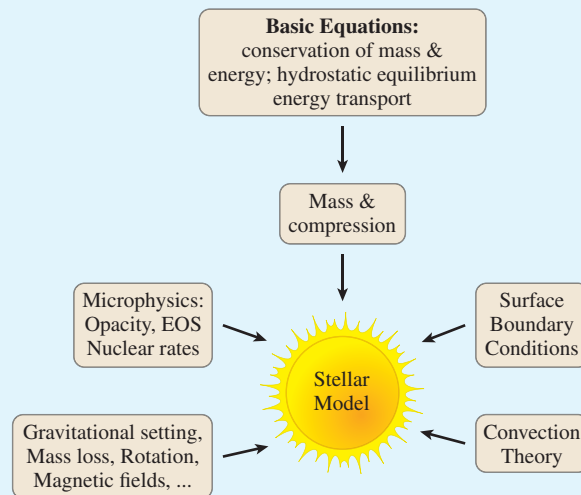 Basic Equations:
conservation of mass &
energy; hydrostatic equilibrium
energy transport
Mass &
compression
Microphysics:
Opacity, EOS
Nuclear rates
Surface
Boundary
Conditions
Stellar
Model
Gravitational setting,
Mass loss, Rotation,
Magnetic fields, ...
Convection
Theory